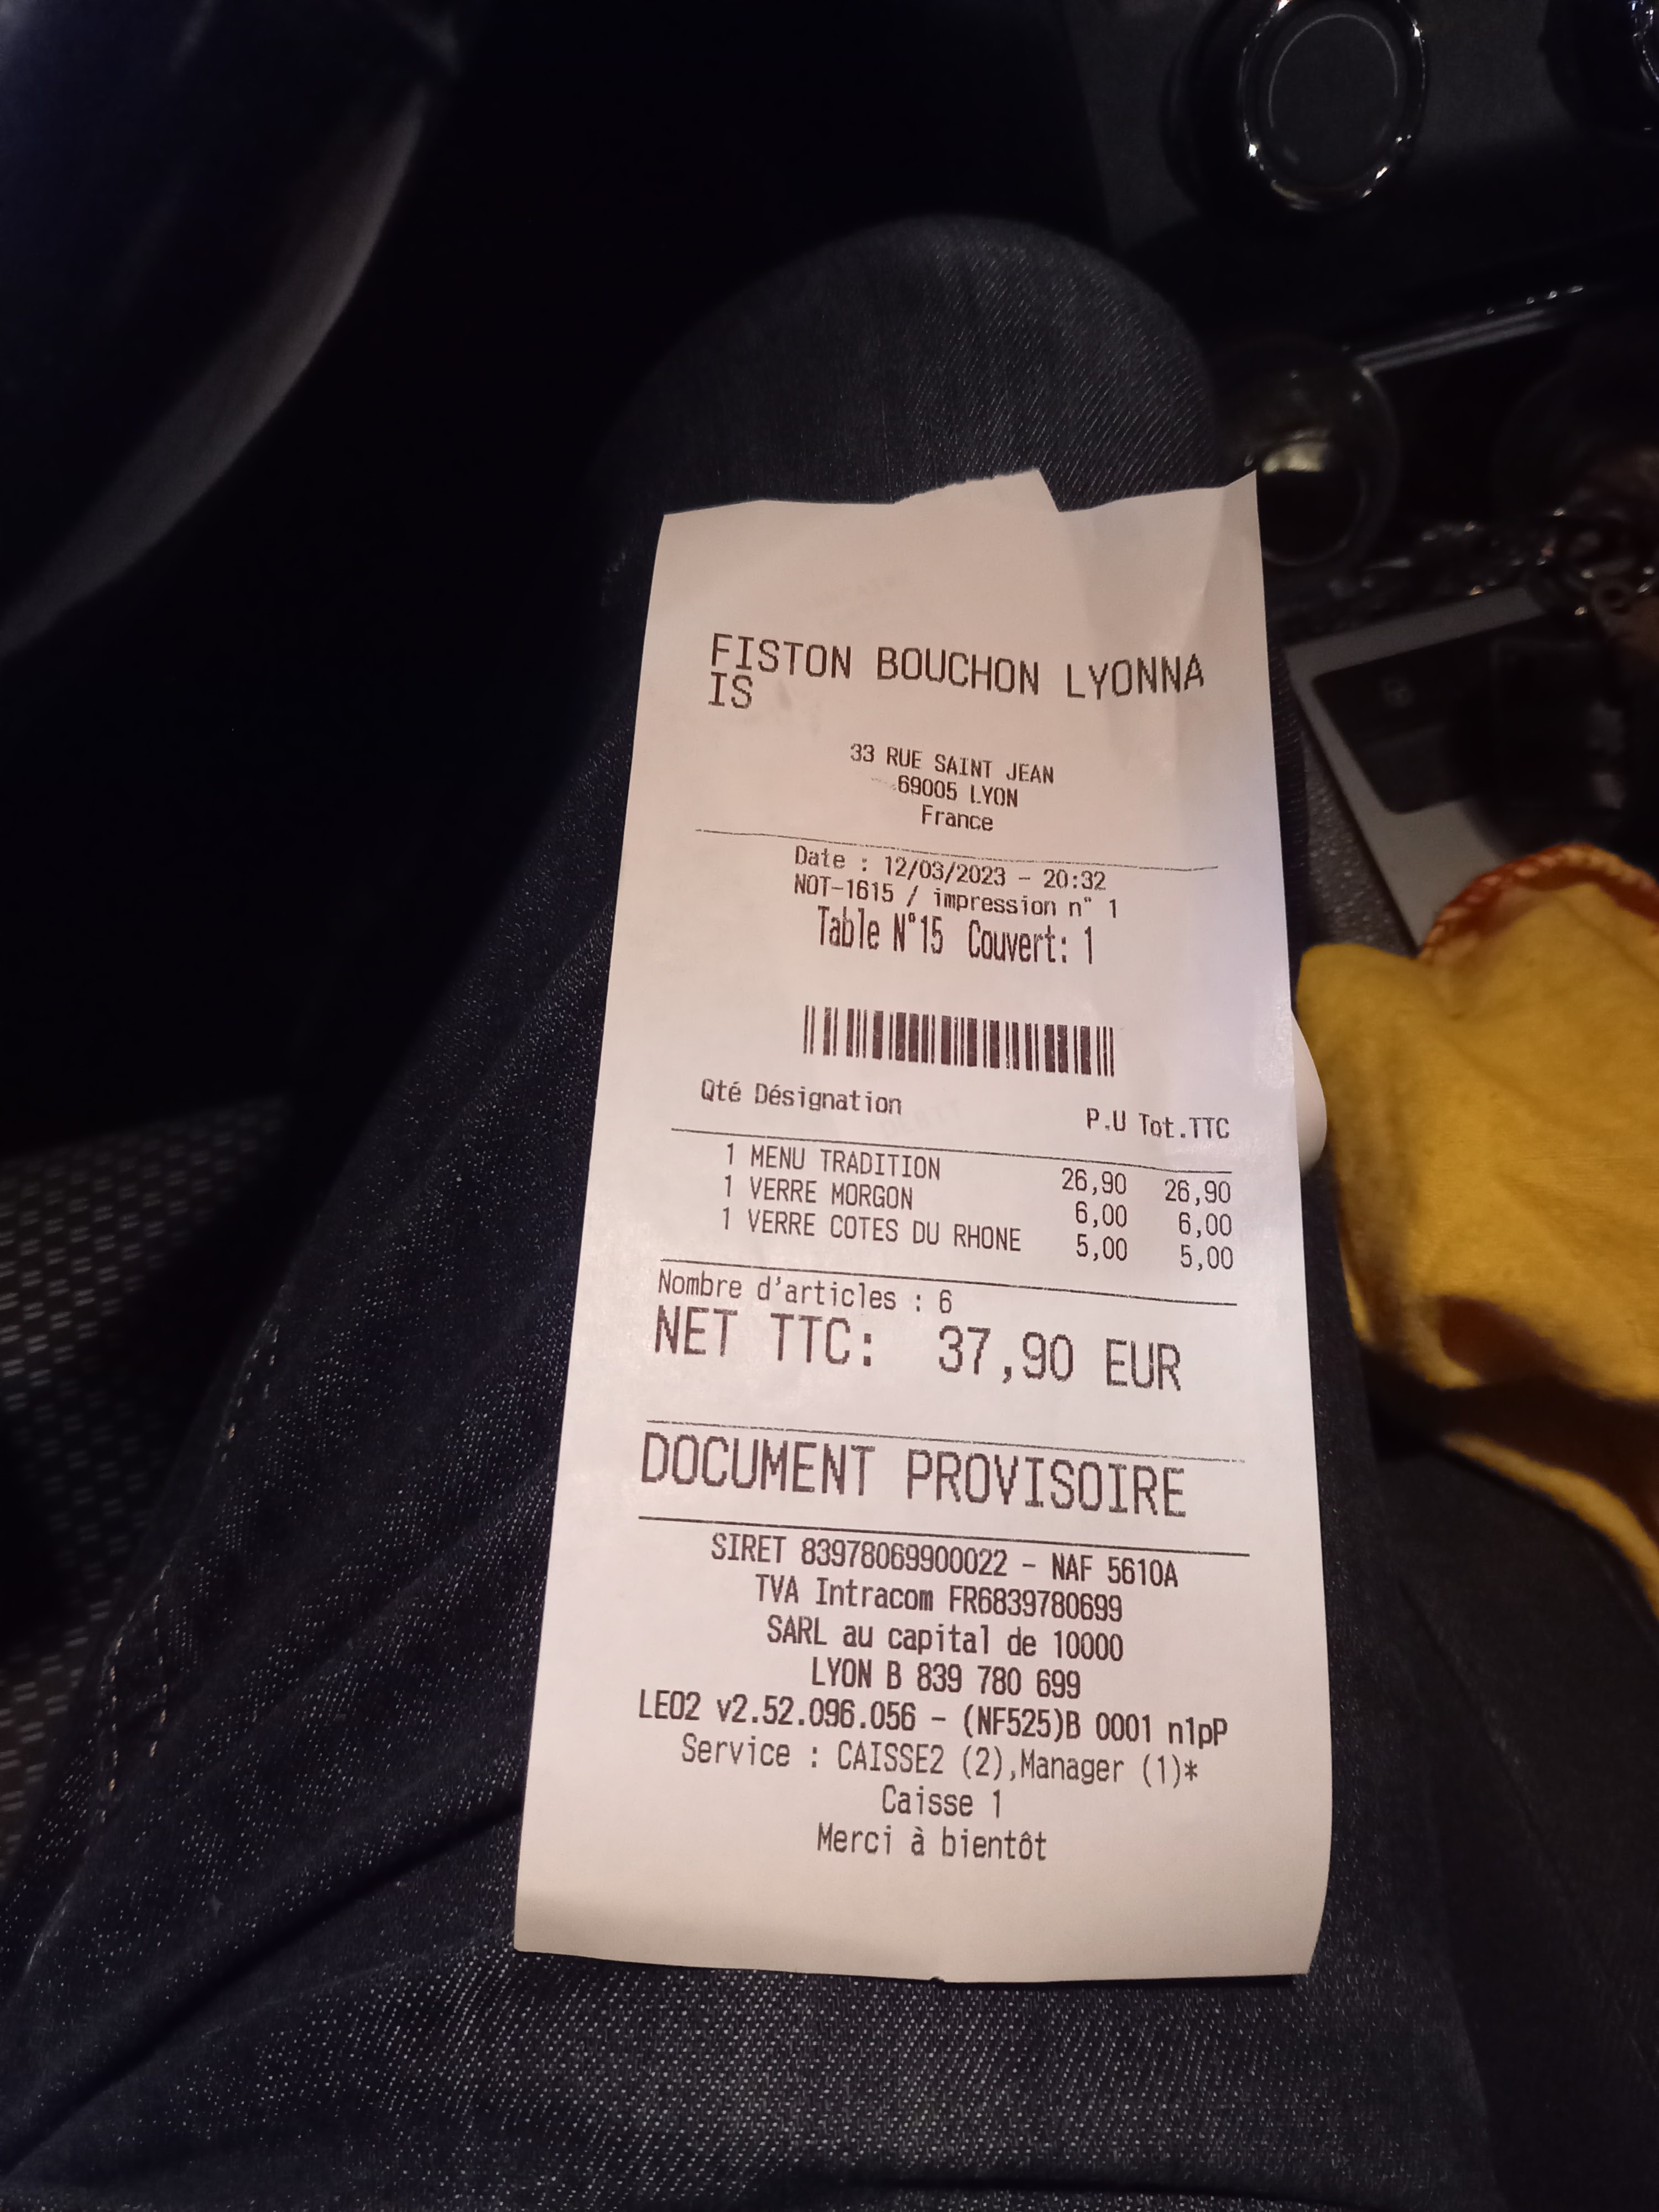 FISTON BOUCHON LYONNA
IS
33 RUE SAINT JEAN
69005 LYON
France
Date : 12/03/2023 - 20:32
NOT-1615 / impression n° 1
Table N°15 Couvert: 1
Qté Désignation P.U Tot.TTC
1 MENU TRADITION 26,90 26,90
1 VERRE MORGON 6,00 6,00
1 VERRE COTES DU RHONE 5,00 5,00
Nombre d'articles : 6
NET TTC: 37,90 EUR
DOCUMENT PROVISOIRE
SIRET 83978069900022 - NAF 5610A
TVA Intracom FR6839780699
SARL au capital de 10000
LYON B 839 780 699
LEO2 v2.52.096.056 - (NF525)B 0001 n1pP
Service : CAISSE2 (2),Manager (1)*
Caisse 1
Merci à bientôt